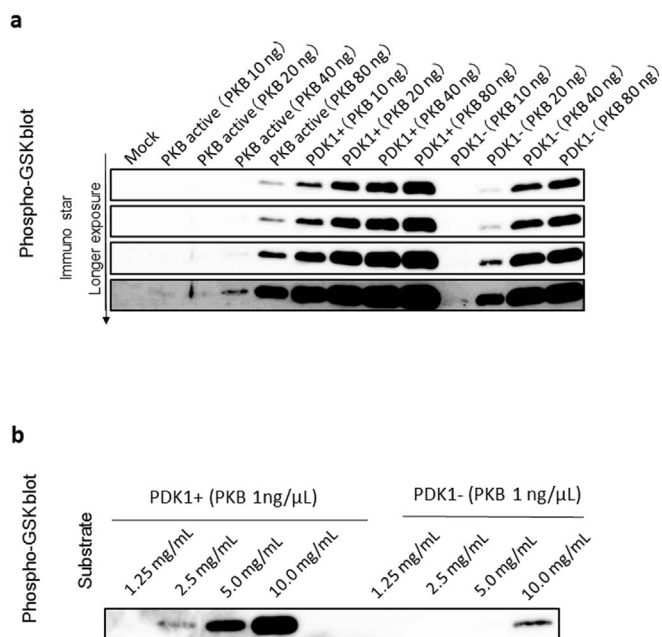 a
Phospho-GSK blot
Immuno star
Longer exposure
Mock
PKB active (PKB 10 ng)
PKB active (PKB 20 ng)
PKB active (PKB 40 ng)
PKB active (PKB 80 ng)
PDK1+ (PKB 10 ng)
PDK1+ (PKB 20 ng)
PDK1+ (PKB 40 ng)
PDK1+ (PKB 80 ng)
PDK1- (PKB 10 ng)
PDK1- (PKB 20 ng)
PDK1- (PKB 40 ng)
PDK1- (PKB 80 ng)
b
Phospho-GSK blot
Substrate
PDK1+ (PKB 1ng/μL)
1.25 mg/mL
2.5 mg/mL
5.0 mg/mL
10.0 mg/mL
PDK1- (PKB 1 ng/μL)
1.25 mg/mL
2.5 mg/mL
5.0 mg/mL
10.0 mg/mL